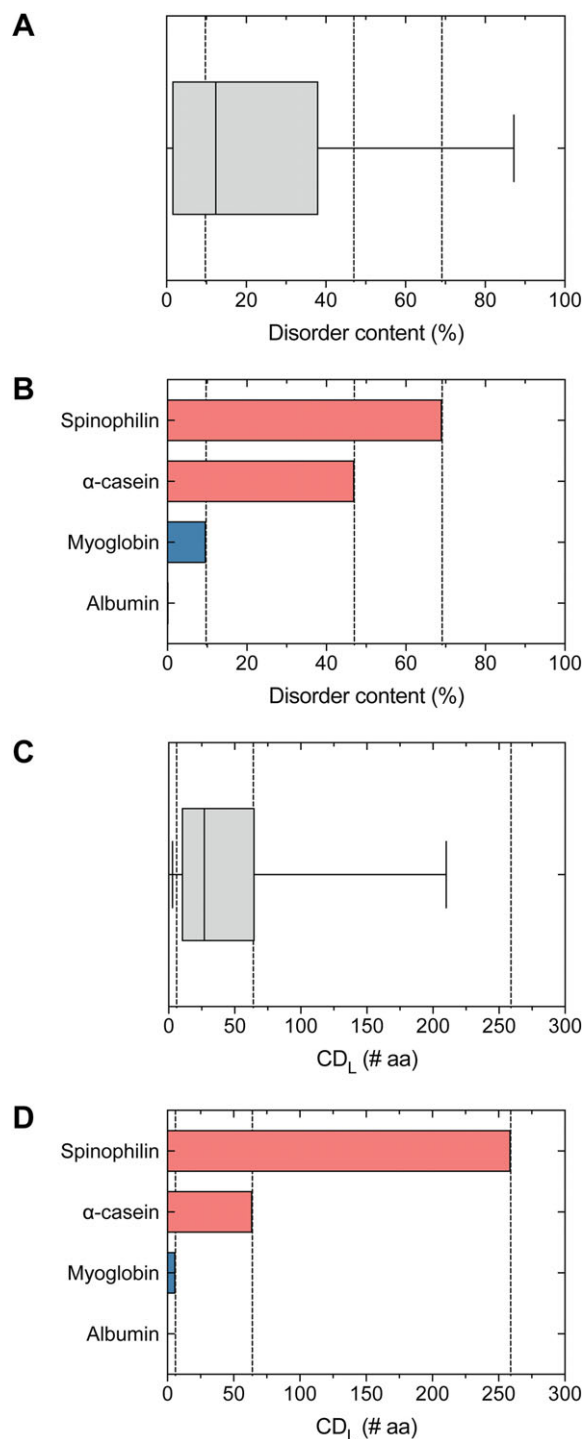 A
0 20 40 60 80 100
Disorder content (%)
B
Spinophilin
α-casein
Myoglobin
Albumin
0 20 40 60 80 100
Disorder content (%)
C
0 50 100 150 200 250 300
CD_L (# aa)
D
Spinophilin
α-casein
Myoglobin
Albumin
0 50 100 150 200 250 300
CD_L (# aa)